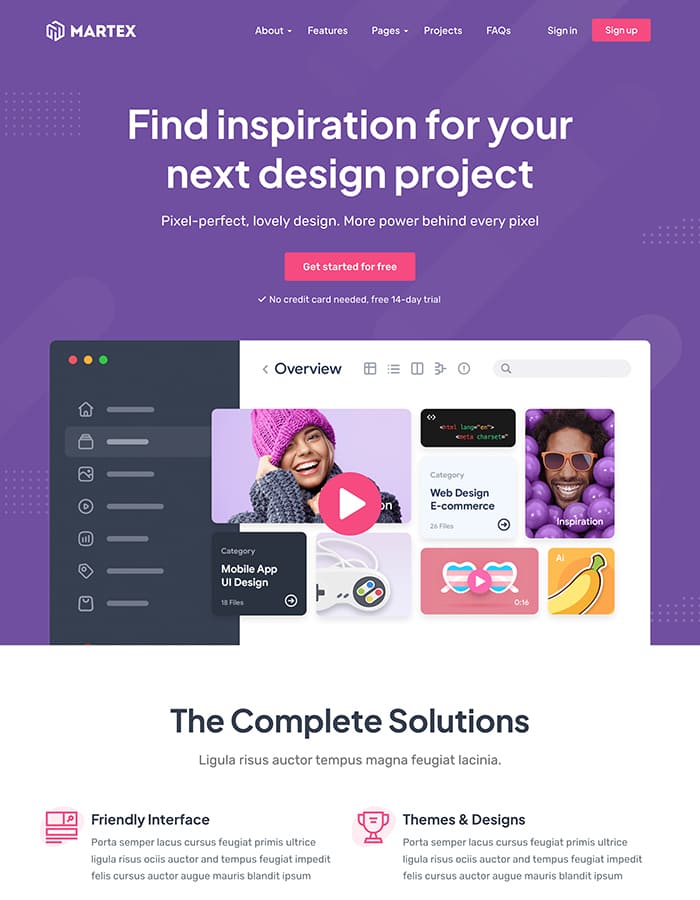 MARTEX
About
Features
Pages
Projects
FAQs
Sign in
Sign up
Find inspiration for your
next design project
Pixel-perfect, lovely design. More power behind every pixel
Get started for free
No credit card needed, free 14-day trial
Overview
<html lang="en">
<meta charset="
on
Category
Web Design
E-commerce
26 Files
Inspiration
Category
Mobile App
UI Design
18 Files
0:16
Ai
The Complete Solutions
Ligula risus auctor tempus magna feugiat lacinia.
Friendly Interface
Porta semper lacus cursus feugiat primis ultrice
ligula risus ociis auctor and tempus feugiat impedit
felis cursus auctor augue mauris blandit ipsum
Themes & Designs
Porta semper lacus cursus feugiat primis ultrice
ligula risus ociis auctor and tempus feugiat impedit
felis cursus auctor augue mauris blandit ipsum